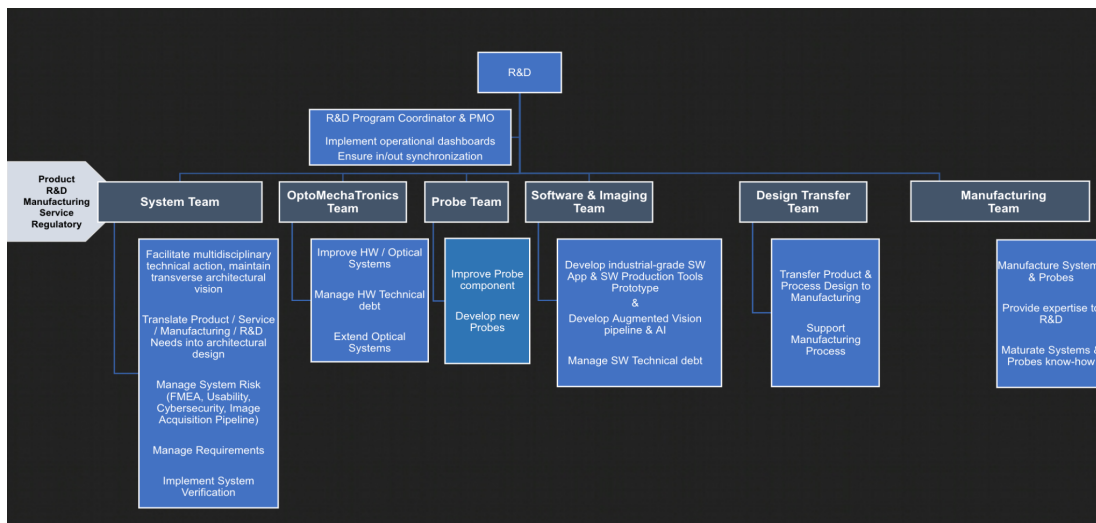 R&D
R&D Program Coordinator & PMO
Implement operational dashboards
Ensure in/out synchronization
Product
R&D
Manufacturing
Service
Regulatory
System Team
OptoMechaTronics
Team
Probe Team
Software & Imaging
Team
Design Transfer
Team
Manufacturing
Team
Facilitate multidisciplinary
technical action, maintain
transverse architectural
vision
Translate Product / Service
/ Manufacturing / R&D
Needs into architectural
design
Manage System Risk
(FMEA, Usability,
Cybersecurity, Image
Acquisition Pipeline)
Manage Requirements
Implement System
Verification
Improve HW / Optical
Systems
Manage HW Technical
debt
Extend Optical
Systems
Improve Probe
component
Develop new
Probes
Develop industrial-grade SW
App & SW Production Tools
Prototype
&
Develop Augmented Vision
pipeline & AI
Manage SW Technical debt
Transfer Product &
Process Design to
Manufacturing
Support
Manufacturing
Process
Manufacture System
& Probes
Provide expertise to
R&D
Maturate Systems &
Probes know-how